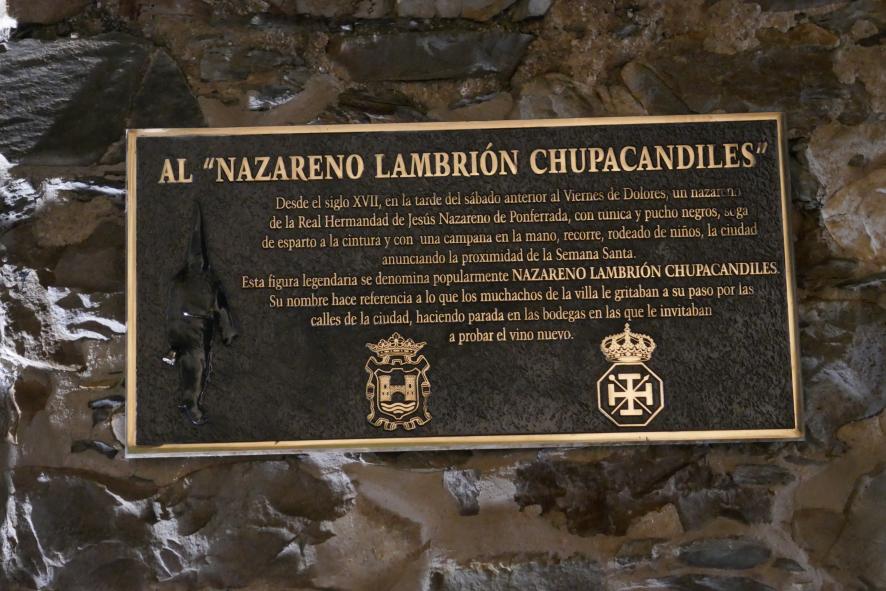 AL “NAZARENO LAMBRIÓN CHUPACANDILES”
Desde el siglo XVII, en la tarde del sábado anterior al Viernes de Dolores, un nazareno
de la Real Hermandad de Jesús Nazareno de Ponferrada, con túnica y pucho negros, soga
de esparto a la cintura y con una campana en la mano, recorre, rodeado de niños, la ciudad
anunciando la proximidad de la Semana Santa.
Esta figura legendaria se denomina popularmente NAZARENO LAMBRIÓN CHUPACANDILES.
Su nombre hace referencia a lo que los muchachos de la villa le gritaban a su paso por las
calles de la ciudad, haciendo parada en las bodegas en las que le invitaban
a probar el vino nuevo.